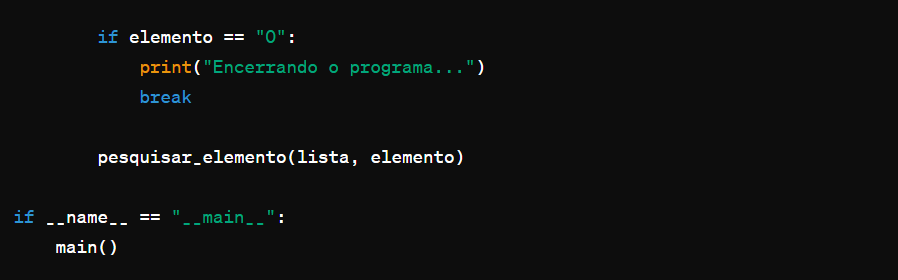 if elemento == "0":
print("Encerrando o programa...")
break
pesquisar_elemento(lista, elemento)
if __name__ == "__main__":
main()